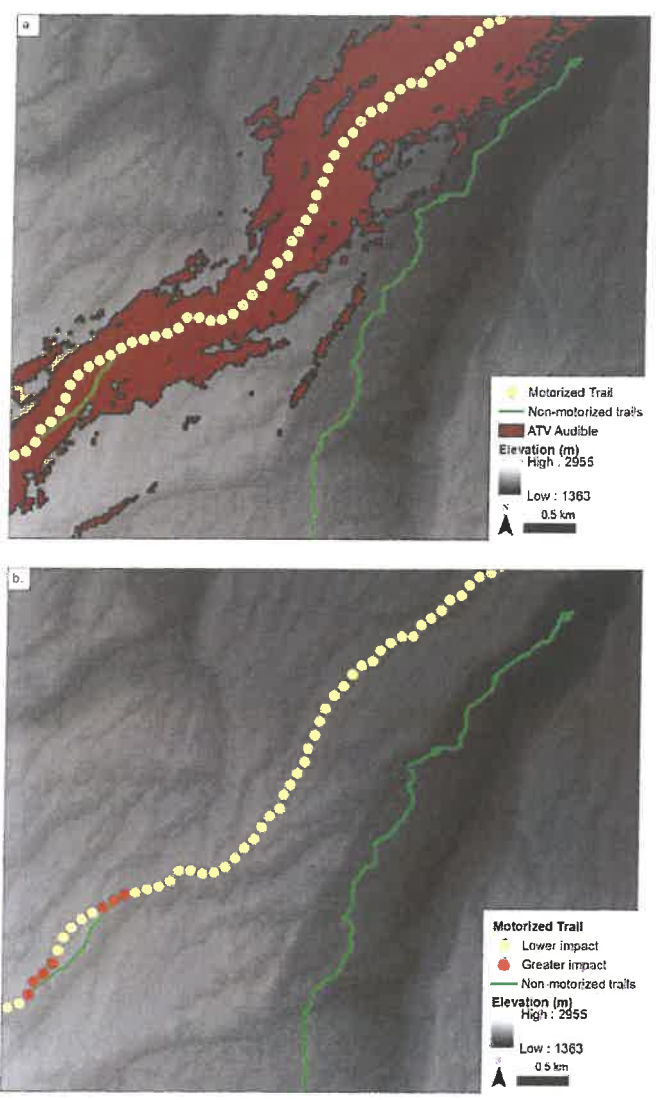 a.
Motorized Trail
Non-motorized trails
ATV Audible
Elevation (m)
High : 2955
Low : 1363
N
0.5 km
b.
Motorized Trail
Lower impact
Greater impact
Non-motorized trails
Elevation (m)
High : 2955
Low : 1363
0.5 km